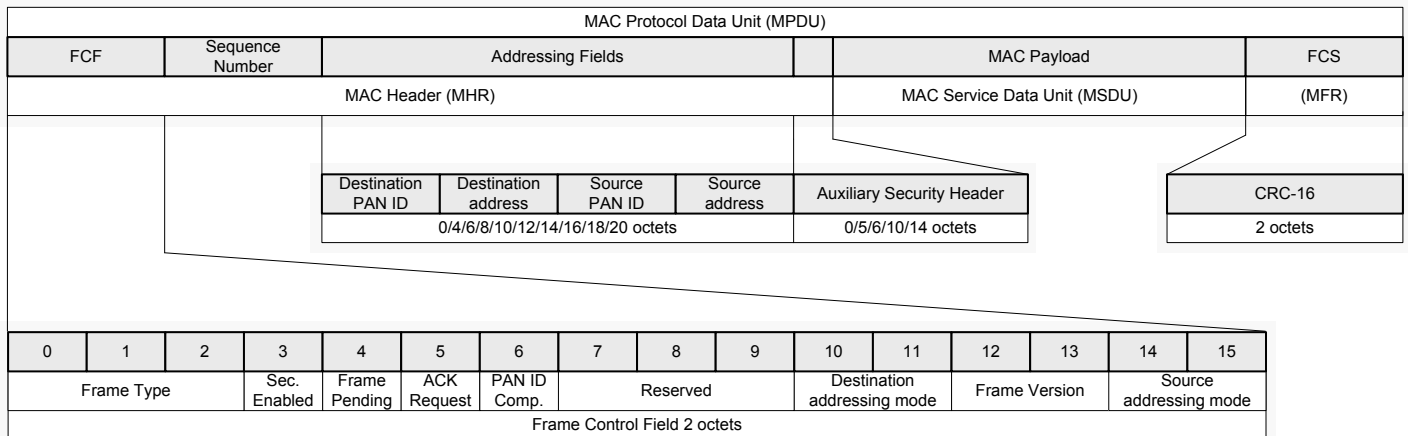 MAC Protocol Data Unit (MPDU)
FCF
Sequence
Number
Addressing Fields
MAC Payload
FCS
MAC Header (MHR)
MAC Service Data Unit (MSDU)
(MFR)
Destination
PAN ID
Destination
address
Source
PAN ID
Source
address
Auxiliary Security Header
CRC-16
0/4/6/8/10/12/14/16/18/20 octets
0/5/6/10/14 octets
2 octets
0 1 2 3 4 5 6 7 8 9 10 11 12 13 14 15
Frame Type
Sec.
Enabled
Frame
Pending
ACK
Request
PAN ID
Comp.
Reserved
Destination
addressing mode
Frame Version
Source
addressing mode
Frame Control Field 2 octets